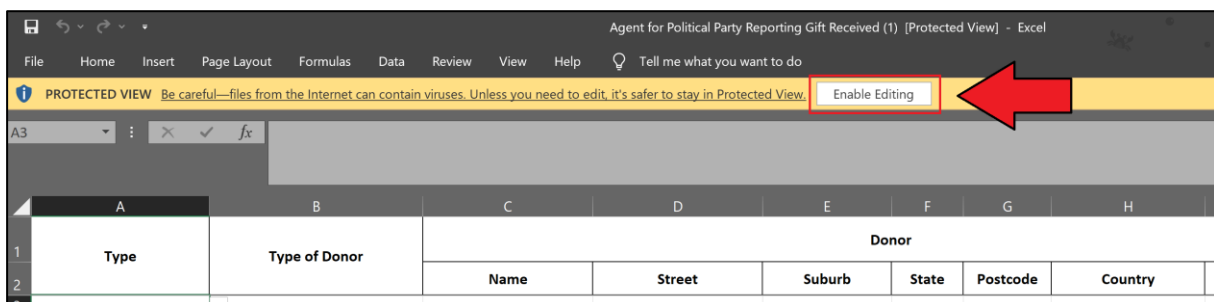 Agent for Political Party Reporting Gift Received (1) [Protected View] - Excel
File Home Insert Page Layout Formulas Data Review View Help Tell me what you want to do
PROTECTED VIEW Be careful—files from the Internet can contain viruses. Unless you need to edit, it's safer to stay in Protected View. Enable Editing
A3 fx
A B C D E F G H
1 Type Type of Donor Donor
2 Name Street Suburb State Postcode Country